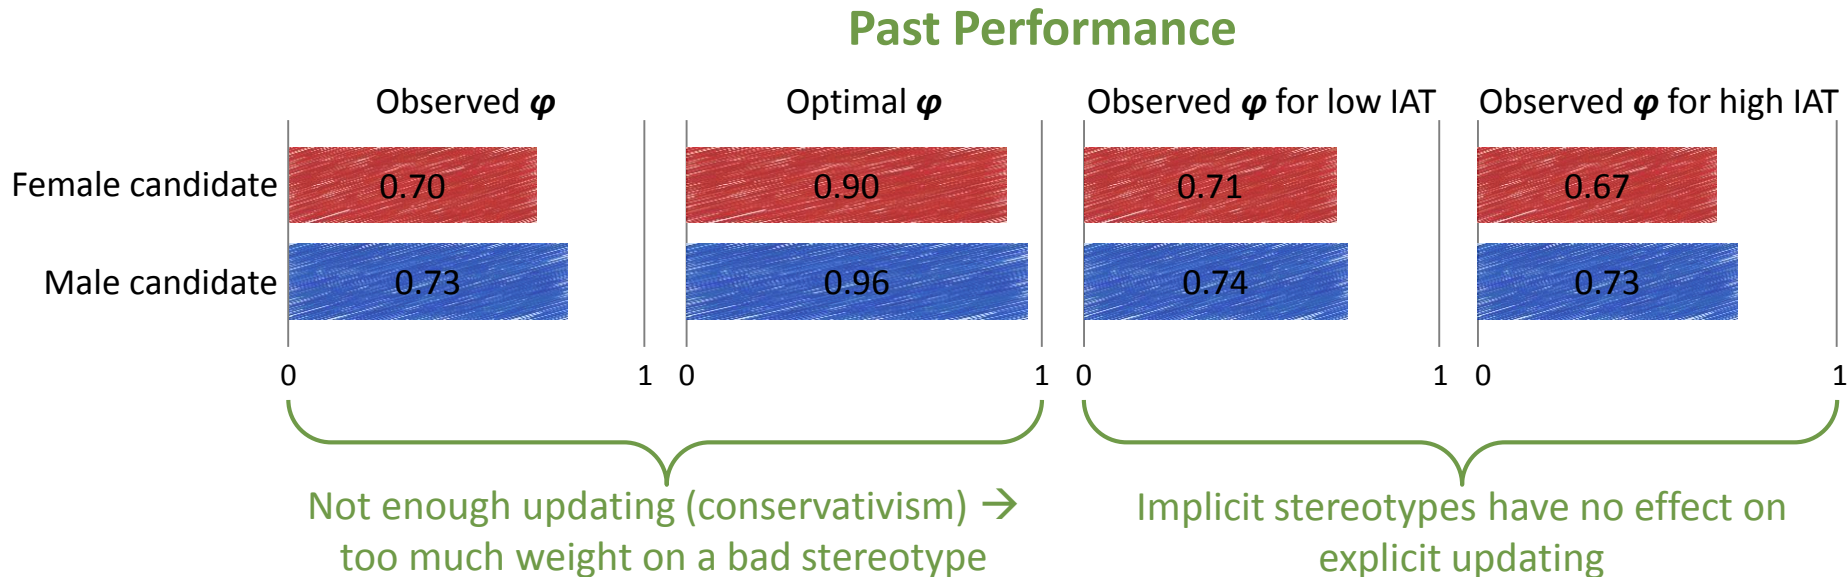 Past Performance
Observed φ
Optimal φ
Observed φ for low IAT
Observed φ for high IAT
Female candidate
0.70
0.90
0.71
0.67
Male candidate
0.73
0.96
0.74
0.73
0
1
0
1
0
1
0
1
Not enough updating (conservativism) →
too much weight on a bad stereotype
Implicit stereotypes have no effect on
explicit updating